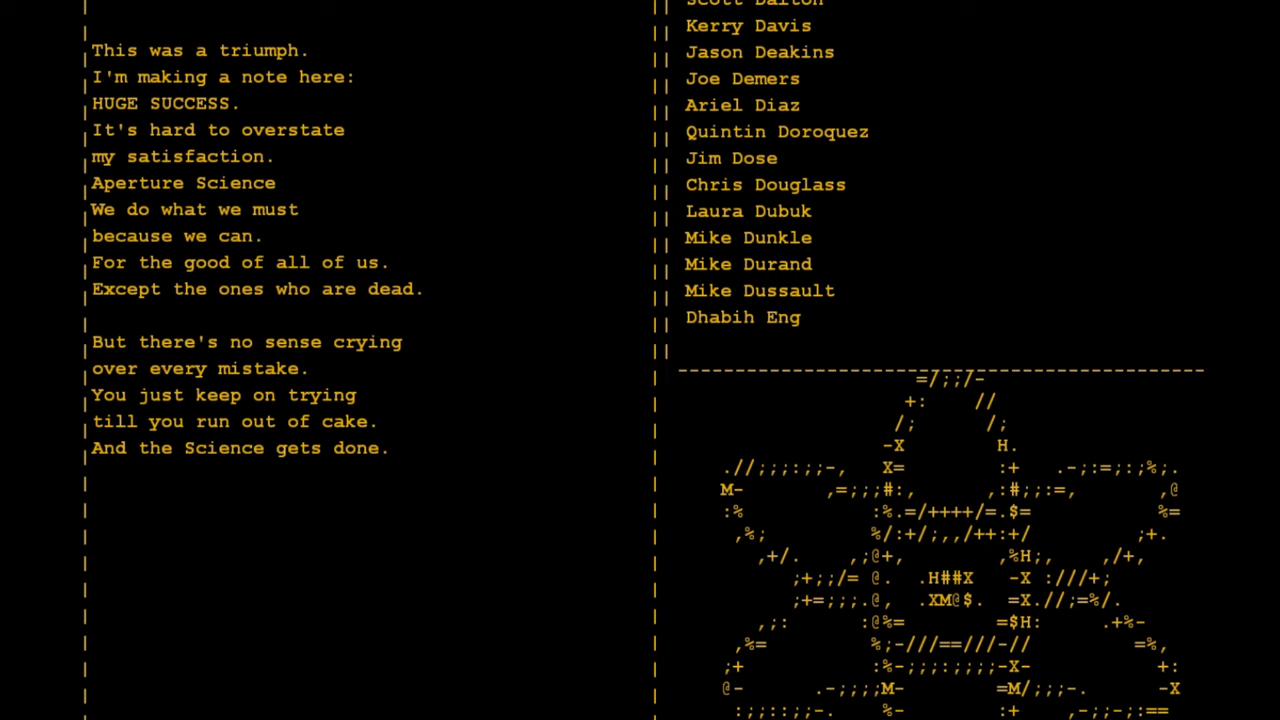 This was a triumph.
I'm making a note here:
HUGE SUCCESS.
It's hard to overstate
my satisfaction.
Aperture Science
We do what we must
because we can.
For the good of all of us.
Except the ones who are dead.
But there's no sense crying
over every mistake.
You just keep on trying
till you run out of cake.
And the Science gets done.
Scott Dalton
Kerry Davis
Jason Deakins
Joe Demers
Ariel Diaz
Quintin Doroquez
Jim Dose
Chris Douglass
Laura Dubuk
Mike Dunkle
Mike Durand
Mike Dussault
Dhabih Eng